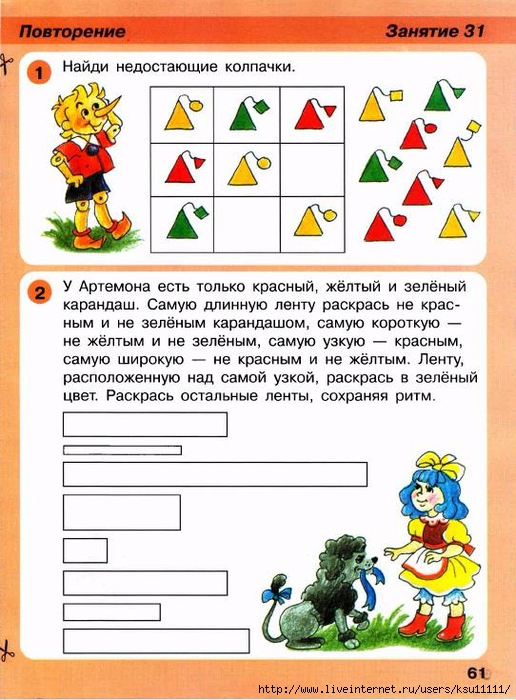 Повторение
Занятие 31
1
Найди недостающие колпачки.
2
У Артемона есть только красный, жёлтый и зелёный
карандаш. Самую длинную ленту раскрась не крас-
ным и не зелёным карандашом, самую короткую —
не жёлтым и не зелёным, самую узкую — красным,
самую широкую — не красным и не жёлтым. Ленту,
расположенную над самой узкой, раскрась в зелёный
цвет. Раскрась остальные ленты, сохраняя ритм.
61
http://www.liveinternet.ru/users/ksu11111/